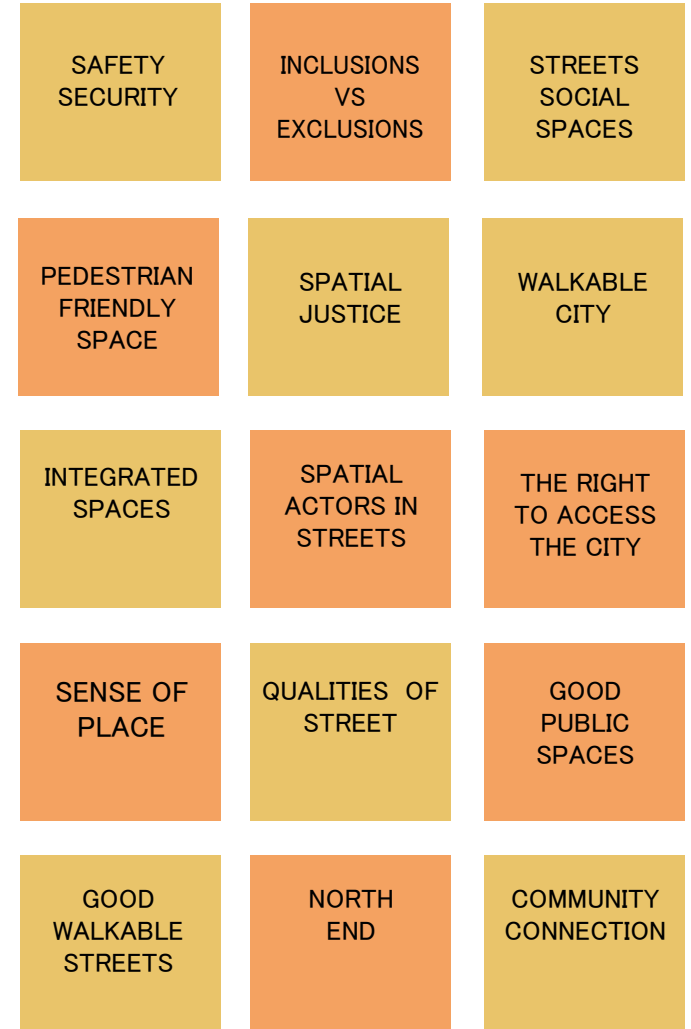 SAFETY
SECURITY
INCLUSIONS
VS
EXCLUSIONS
STREETS
SOCIAL
SPACES
PEDESTRIAN
FRIENDLY
SPACE
SPATIAL
JUSTICE
WALKABLE
CITY
INTEGRATED
SPACES
SPATIAL
ACTORS IN
STREETS
THE RIGHT
TO ACCESS
THE CITY
SENSE OF
PLACE
QUALITIES OF
STREET
GOOD
PUBLIC
SPACES
GOOD
WALKABLE
STREETS
NORTH
END
COMMUNITY
CONNECTION